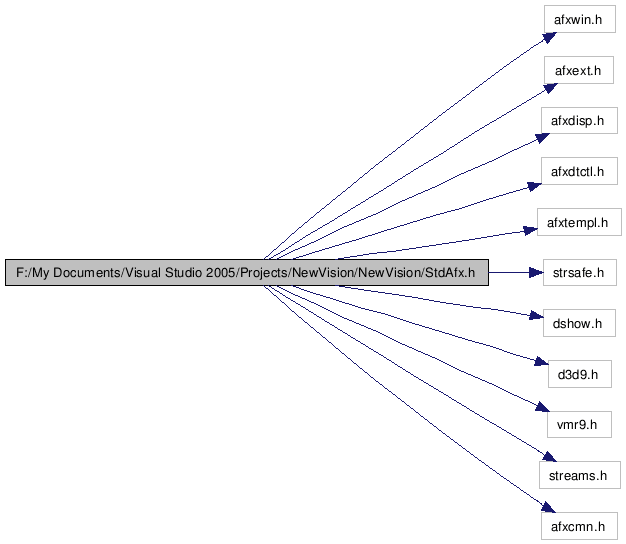 afxwin.h
afxext.h
afxdisp.h
afxdtctl.h
afxtempl.h
F:/My Documents/Visual Studio 2005/Projects/NewVision/NewVision/StdAfx.h
strsafe.h
dshow.h
d3d9.h
vmr9.h
streams.h
afxcmn.h